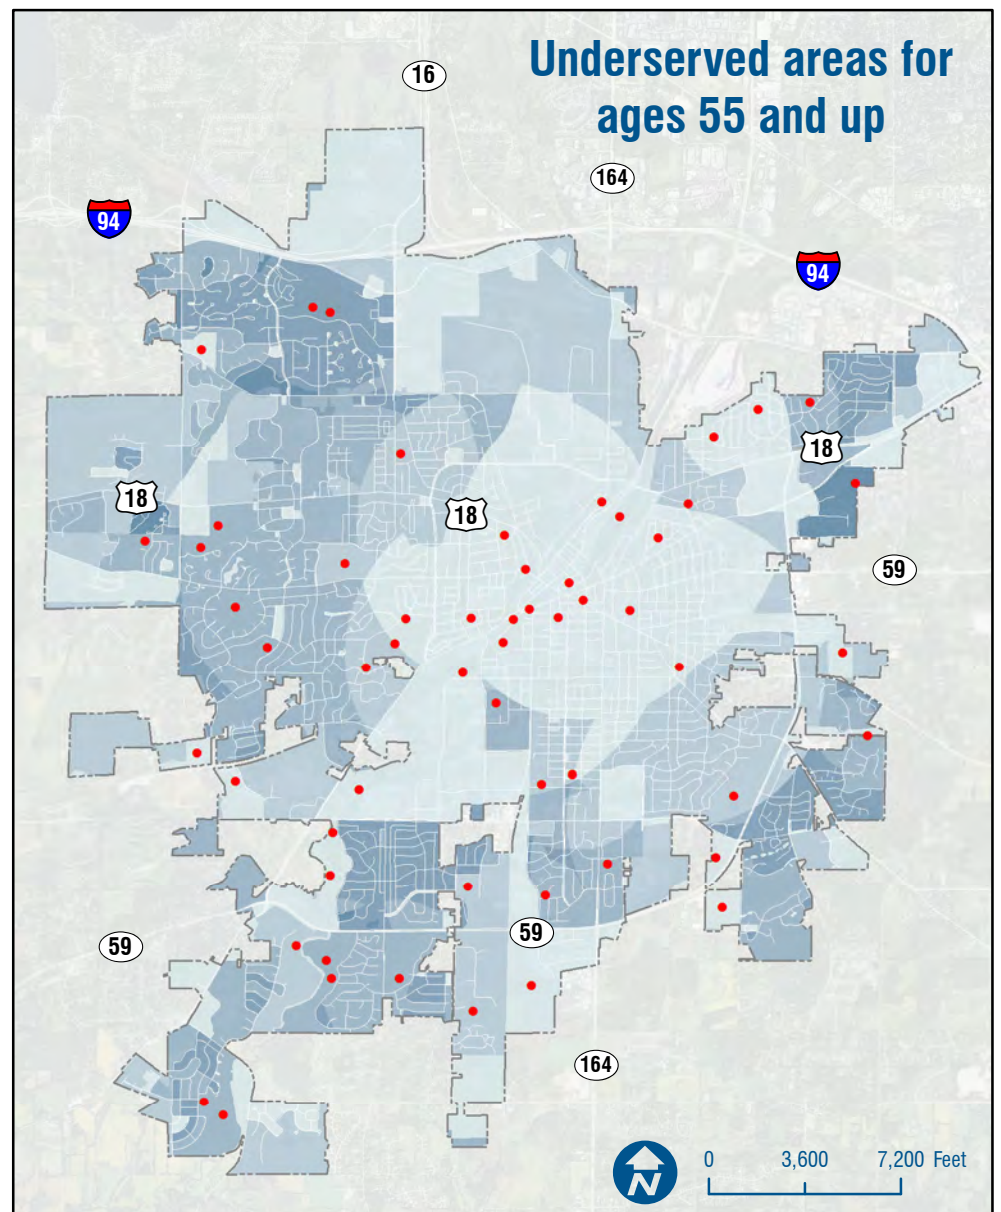 Underserved areas for
ages 55 and up
16
164
94
94
18
18
18
59
59
59
164
N
0 3,600 7,200 Feet